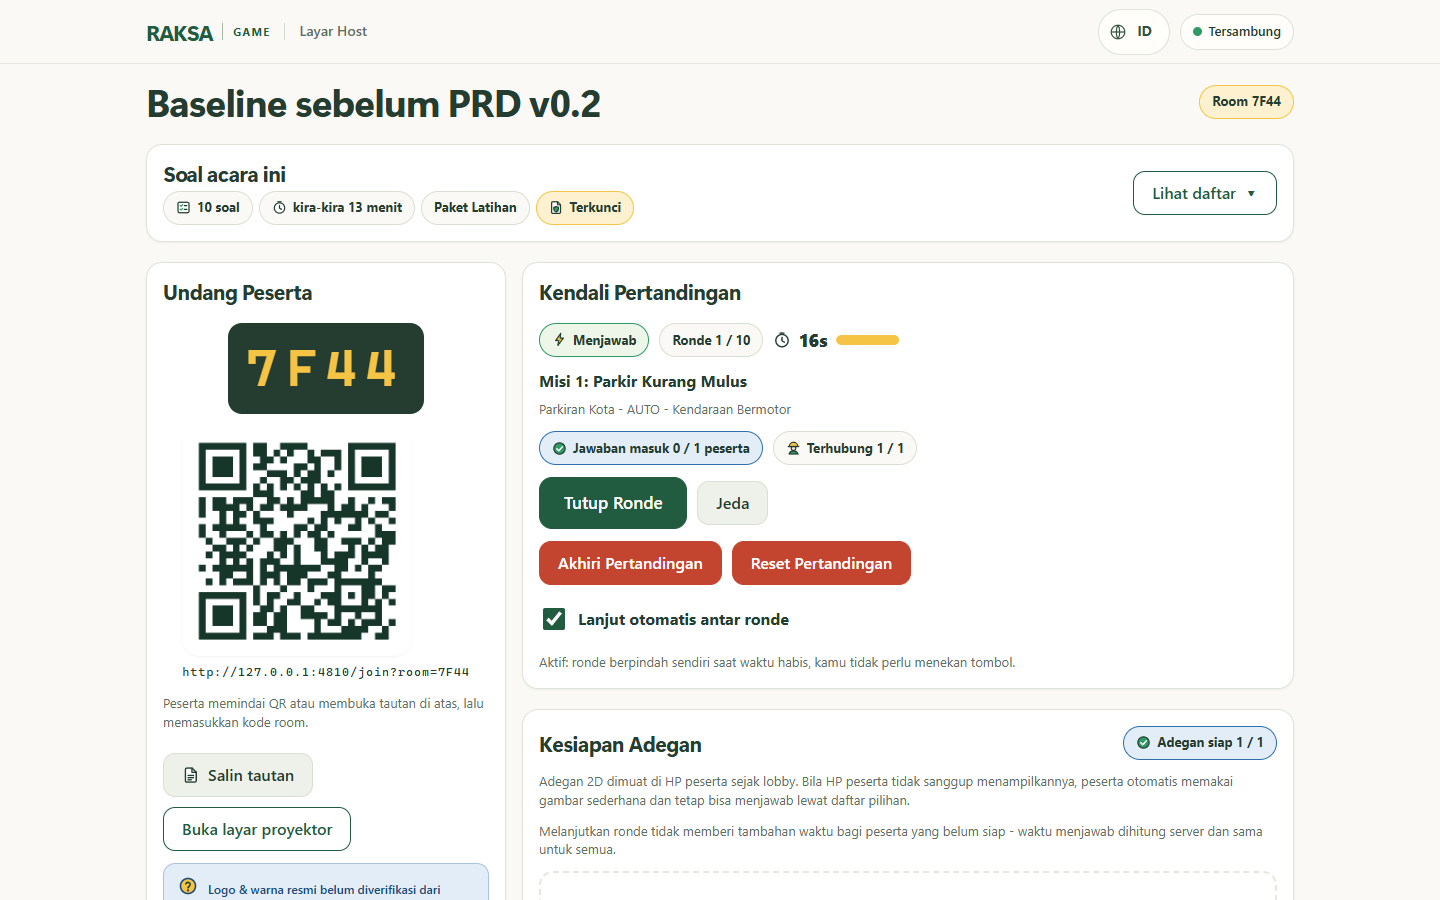 RAKSA GAME Layar Host
ID
Tersambung
Baseline sebelum PRD v0.2
Room 7F44
Soal acara ini
10 soal
kira-kira 13 menit
Paket Latihan
Terkunci
Lihat daftar
Undang Peserta
7F44
http://127.0.0.1:4810/join?room=7F44
Peserta memindai QR atau membuka tautan di atas, lalu
memasukkan kode room.
Salin tautan
Buka layar proyektor
? Logo & warna resmi belum diverifikasi dari
Kendali Pertandingan
Menjawab
Ronde 1 / 10
16s
Misi 1: Parkir Kurang Mulus
Parkiran Kota - AUTO - Kendaraan Bermotor
Jawaban masuk 0 / 1 peserta
Terhubung 1 / 1
Tutup Ronde
Jeda
Akhiri Pertandingan
Reset Pertandingan
Lanjut otomatis antar ronde
Aktif: ronde berpindah sendiri saat waktu habis, kamu tidak perlu menekan tombol.
Kesiapan Adegan
Adegan siap 1 / 1
Adegan 2D dimuat di HP peserta sejak lobby. Bila HP peserta tidak sanggup menampilkannya, peserta otomatis memakai
gambar sederhana dan tetap bisa menjawab lewat daftar pilihan.
Melanjutkan ronde tidak memberi tambahan waktu bagi peserta yang belum siap - waktu menjawab dihitung server dan sama
untuk semua.